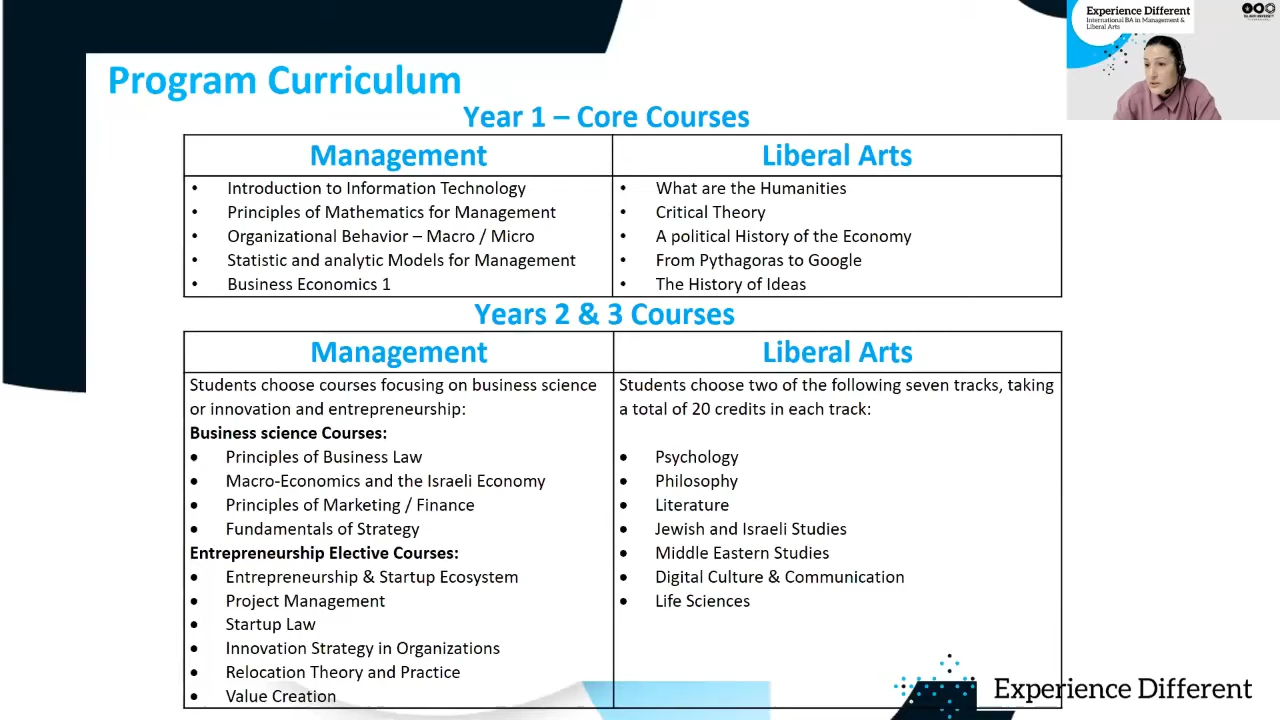 Experience Different
International BA in Management &
Liberal Arts
Program Curriculum
Year 1 – Core Courses
Management
Liberal Arts
• Introduction to Information Technology
• Principles of Mathematics for Management
• Organizational Behavior – Macro / Micro
• Statistic and analytic Models for Management
• Business Economics 1
• What are the Humanities
• Critical Theory
• A political History of the Economy
• From Pythagoras to Google
• The History of Ideas
Years 2 & 3 Courses
Management
Liberal Arts
Students choose courses focusing on business science
or innovation and entrepreneurship:
Business science Courses:
• Principles of Business Law
• Macro-Economics and the Israeli Economy
• Principles of Marketing / Finance
• Fundamentals of Strategy
Entrepreneurship Elective Courses:
• Entrepreneurship & Startup Ecosystem
• Project Management
• Startup Law
• Innovation Strategy in Organizations
• Relocation Theory and Practice
• Value Creation
Students choose two of the following seven tracks, taking
a total of 20 credits in each track:
• Psychology
• Philosophy
• Literature
• Jewish and Israeli Studies
• Middle Eastern Studies
• Digital Culture & Communication
• Life Sciences
Experience Different